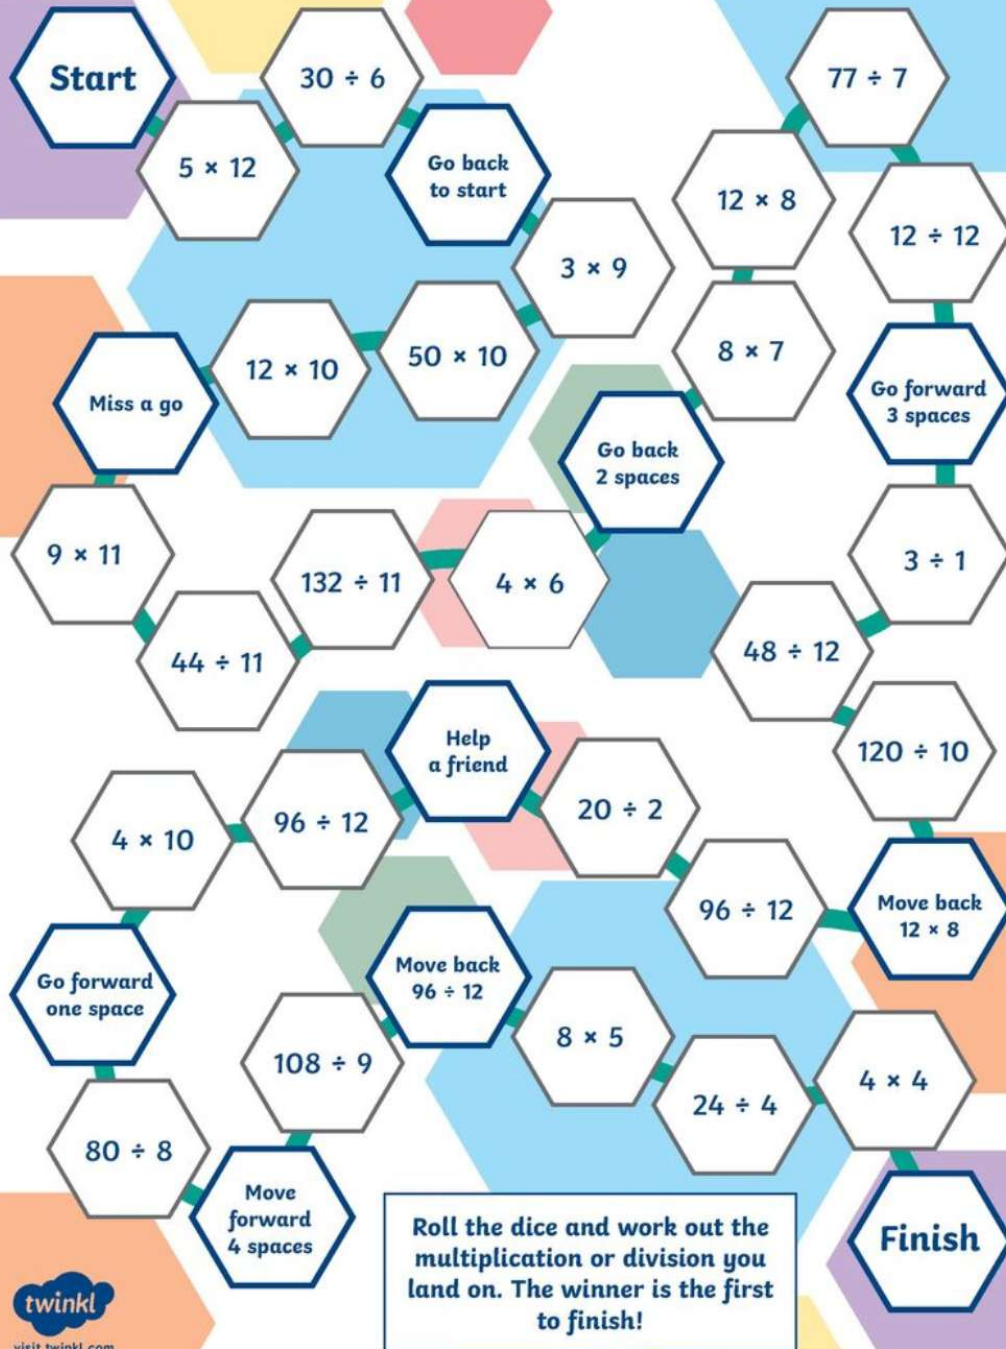 Start
5 × 12
30 ÷ 6
Go back
to start
3 × 9
50 × 10
12 × 10
Miss a go
9 × 11
44 ÷ 11
132 ÷ 11
4 × 6
Go back
2 spaces
8 × 7
12 × 8
77 ÷ 7
12 ÷ 12
Go forward
3 spaces
3 ÷ 1
48 ÷ 12
120 ÷ 10
Move back
12 × 8
96 ÷ 12
20 ÷ 2
Help
a friend
96 ÷ 12
4 × 10
Go forward
one space
80 ÷ 8
Move
forward
4 spaces
108 ÷ 9
Move back
96 ÷ 12
8 × 5
24 ÷ 4
4 × 4
Finish
Roll the dice and work out the
multiplication or division you
land on. The winner is the first
to finish!
twinkl
visit twinkl.com